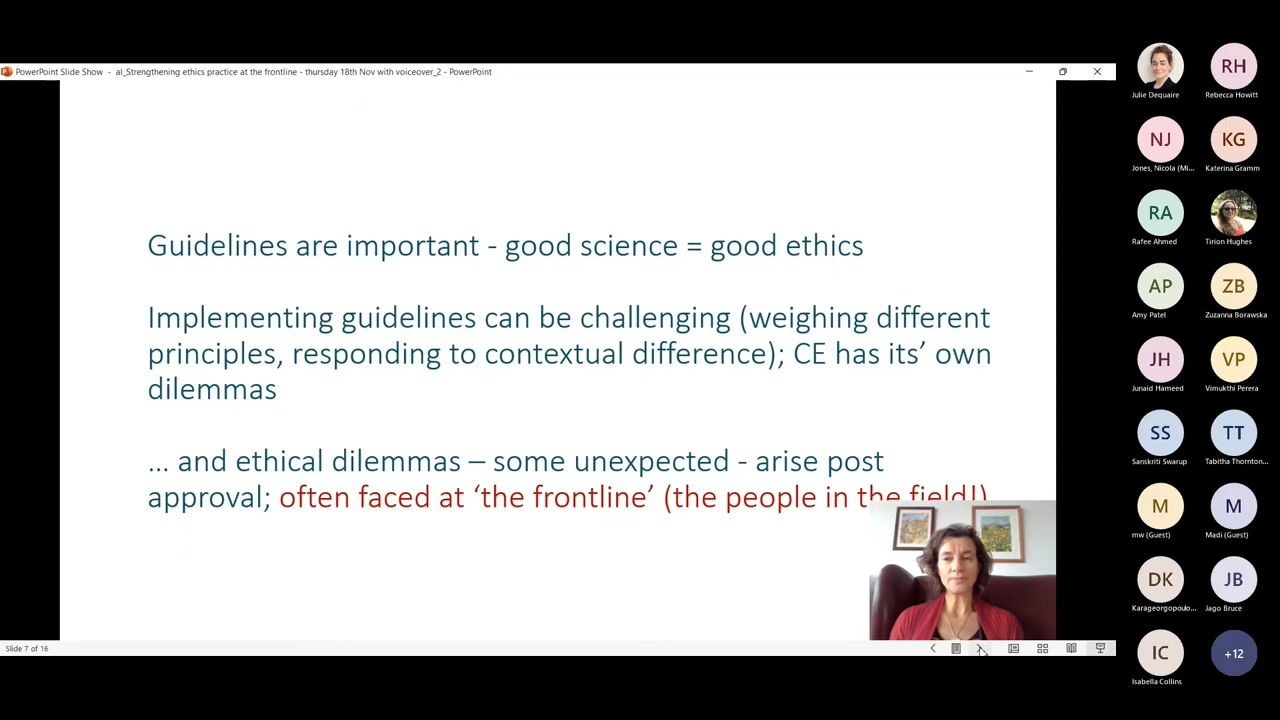 PowerPoint Slide Show - al_Strengthening ethics practice at the frontline - thursday 18th Nov with voiceover_2 - PowerPoint
Guidelines are important - good science = good ethics
Implementing guidelines can be challenging (weighing different
principles, responding to contextual difference); CE has its’ own
dilemmas
... and ethical dilemmas – some unexpected - arise post
approval; often faced at ‘the frontline’ (the people in the field!)
Slide 7 of 16
Julie Dequaire
RH
Rebecca Howitt
NJ
Jones, Nicola (Mi...
KG
Katerina Gramm
RA
Rafee Ahmed
Tirion Hughes
AP
Amy Patel
ZB
Zuzanna Borawska
JH
Junaid Hameed
VP
Vimukthi Perera
SS
Sanskriti Swarup
TT
Tabitha Thornton...
M
mw (Guest)
M
Madi (Guest)
DK
Karageorgopoulo...
JB
Jago Bruce
IC
Isabella Collins
+12